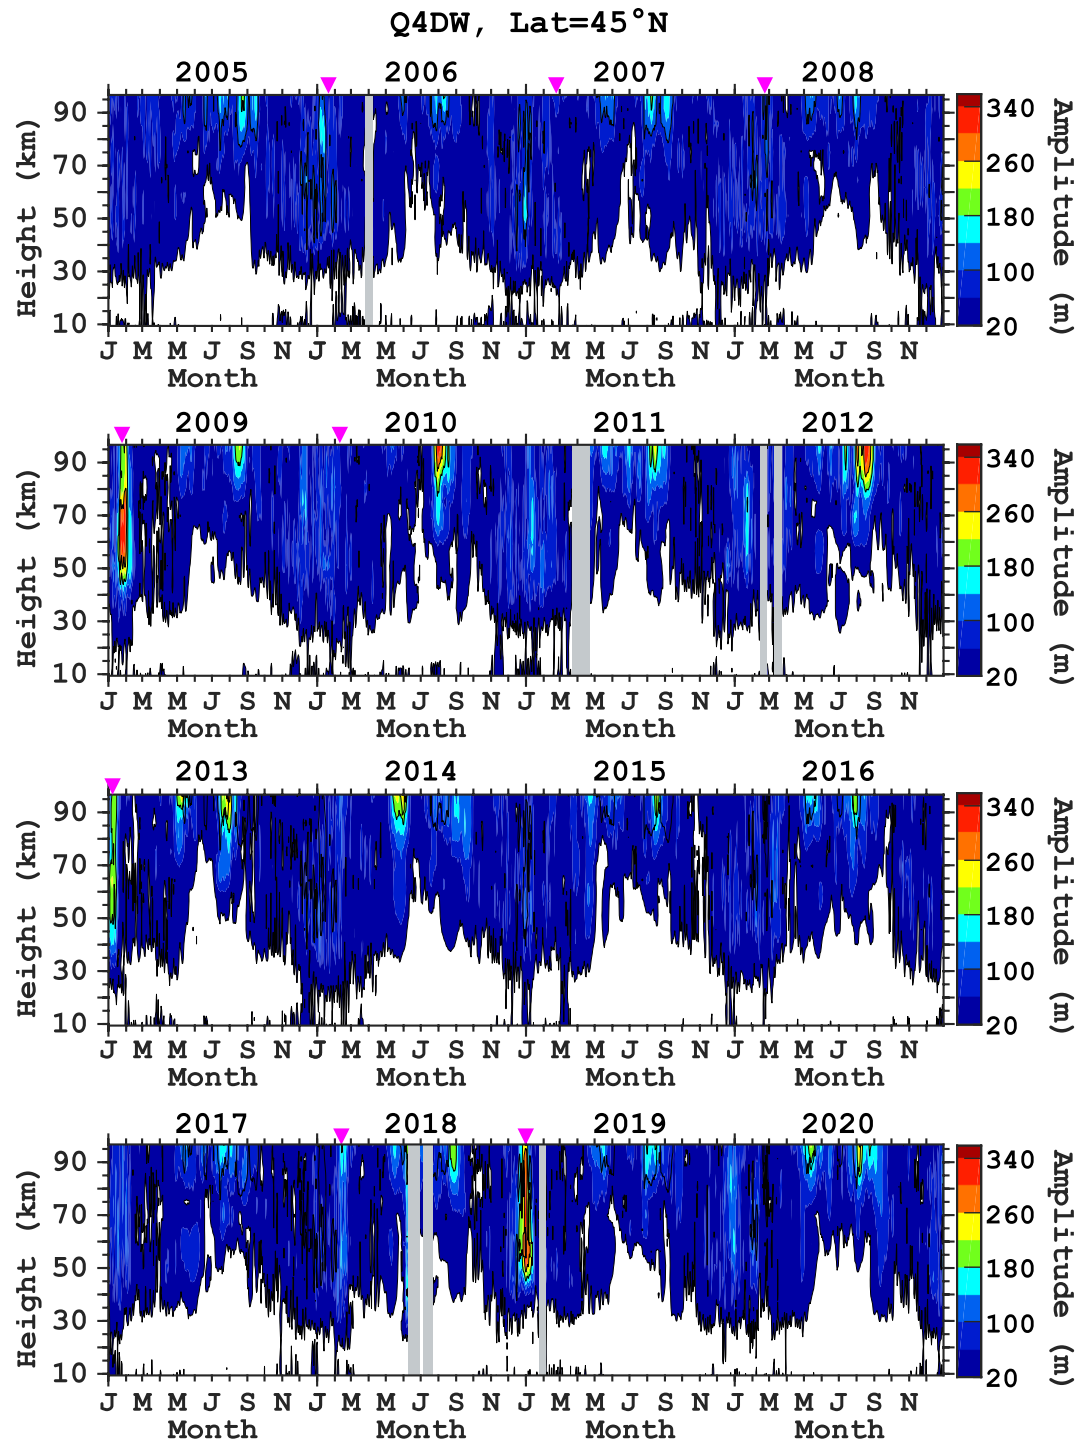 Q4DW, Lat=45°N
2005 2006 2007 2008
90
70
50
30
10
Height (km)
J M M J S N J M M J S N J M M J S N J M M J S N
Month Month Month Month
340
260
180
100
20
Amplitude (m)
2009 2010 2011 2012
90
70
50
30
10
Height (km)
J M M J S N J M M J S N J M M J S N J M M J S N
Month Month Month Month
340
260
180
100
20
Amplitude (m)
2013 2014 2015 2016
90
70
50
30
10
Height (km)
J M M J S N J M M J S N J M M J S N J M M J S N
Month Month Month Month
340
260
180
100
20
Amplitude (m)
2017 2018 2019 2020
90
70
50
30
10
Height (km)
J M M J S N J M M J S N J M M J S N J M M J S N
Month Month Month Month
340
260
180
100
20
Amplitude (m)